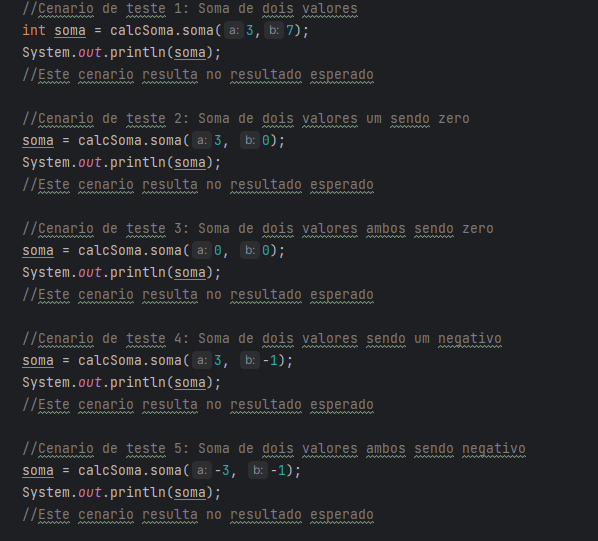 //Cenario de teste 1: Soma de dois valores
int soma = calcSoma.soma( a: 3, b: 7);
System.out.println(soma);
//Este cenario resulta no resultado esperado
//Cenario de teste 2: Soma de dois valores um sendo zero
soma = calcSoma.soma( a: 3, b: 0);
System.out.println(soma);
//Este cenario resulta no resultado esperado
//Cenario de teste 3: Soma de dois valores ambos sendo zero
soma = calcSoma.soma( a: 0, b: 0);
System.out.println(soma);
//Este cenario resulta no resultado esperado
//Cenario de teste 4: Soma de dois valores sendo um negativo
soma = calcSoma.soma( a: 3, b: -1);
System.out.println(soma);
//Este cenario resulta no resultado esperado
//Cenario de teste 5: Soma de dois valores ambos sendo negativo
soma = calcSoma.soma( a: -3, b: -1);
System.out.println(soma);
//Este cenario resulta no resultado esperado